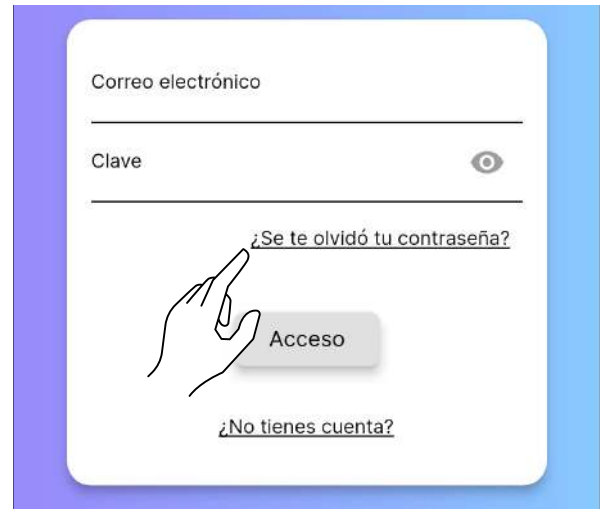 Correo electrónico
Clave
¿Se te olvidó tu contraseña?
Acceso
¿No tienes cuenta?